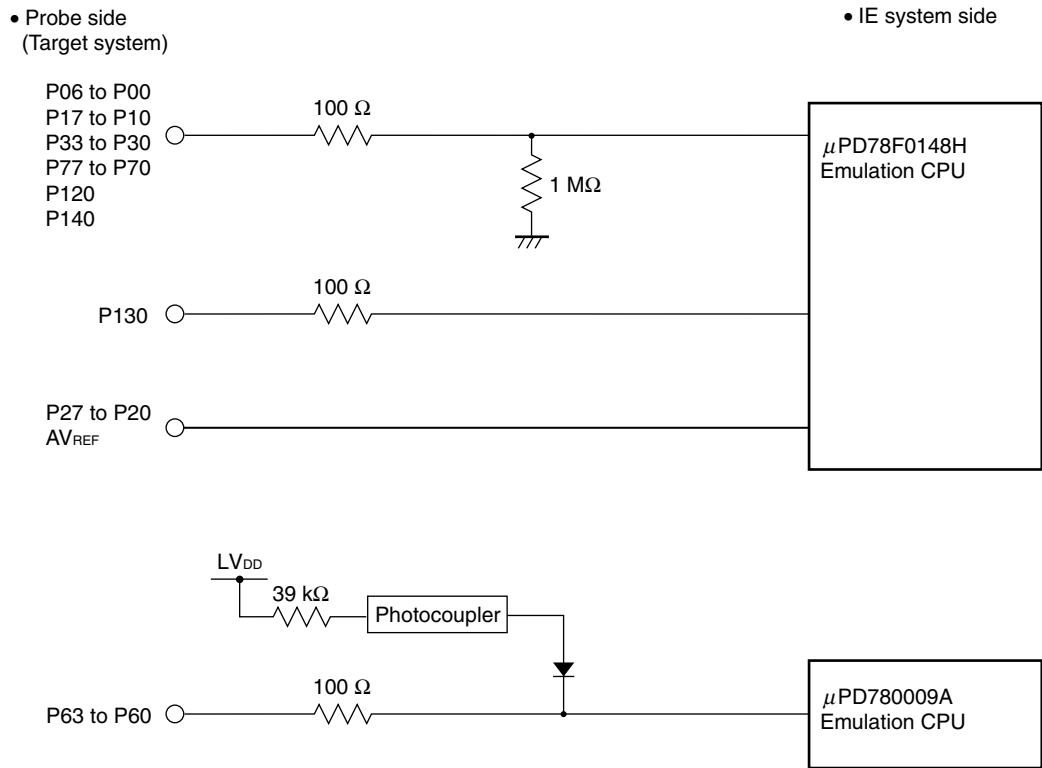 • Probe side
(Target system)
• IE system side
P06 to P00
P17 to P10
P33 to P30
P77 to P70
P120
P140
100 Ω
1 MΩ
μPD78F0148H
Emulation CPU
P130
100 Ω
P27 to P20
AVREF
LVDD
39 kΩ
Photocoupler
P63 to P60
100 Ω
μPD780009A
Emulation CPU